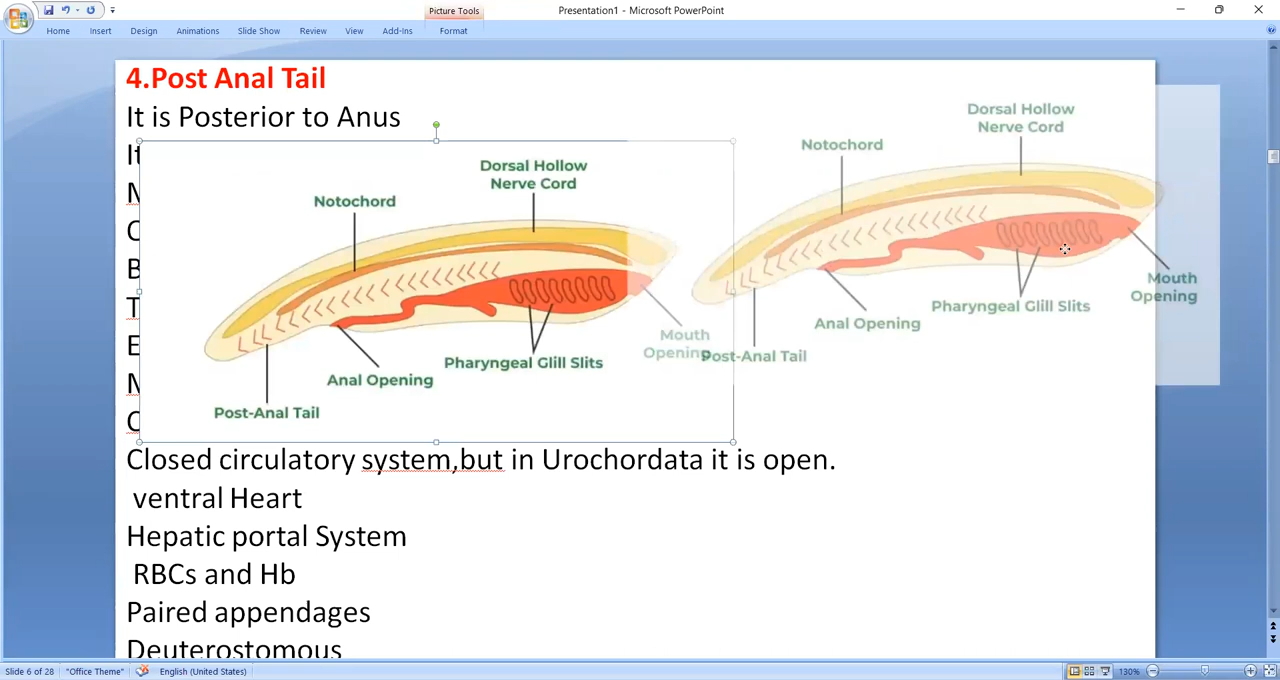 Picture Tools
Presentation1 - Microsoft PowerPoint
Home Insert Design Animations Slide Show Review View Add-Ins Format
4.Post Anal Tail
It is Posterior to Anus
It
M
C
B
T
E
M
C
Dorsal Hollow
Nerve Cord
Notochord
Mouth
Opening
Pharyngeal Glill Slits
Anal Opening
Post-Anal Tail
Dorsal Hollow
Nerve Cord
Notochord
Mouth
Opening
Pharyngeal Glill Slits
Anal Opening
Post-Anal Tail
Closed circulatory system,but in Urochordata it is open.
ventral Heart
Hepatic portal System
RBCs and Hb
Paired appendages
Deuterostomous
Slide 6 of 28 "Office Theme" English (United States) 130%